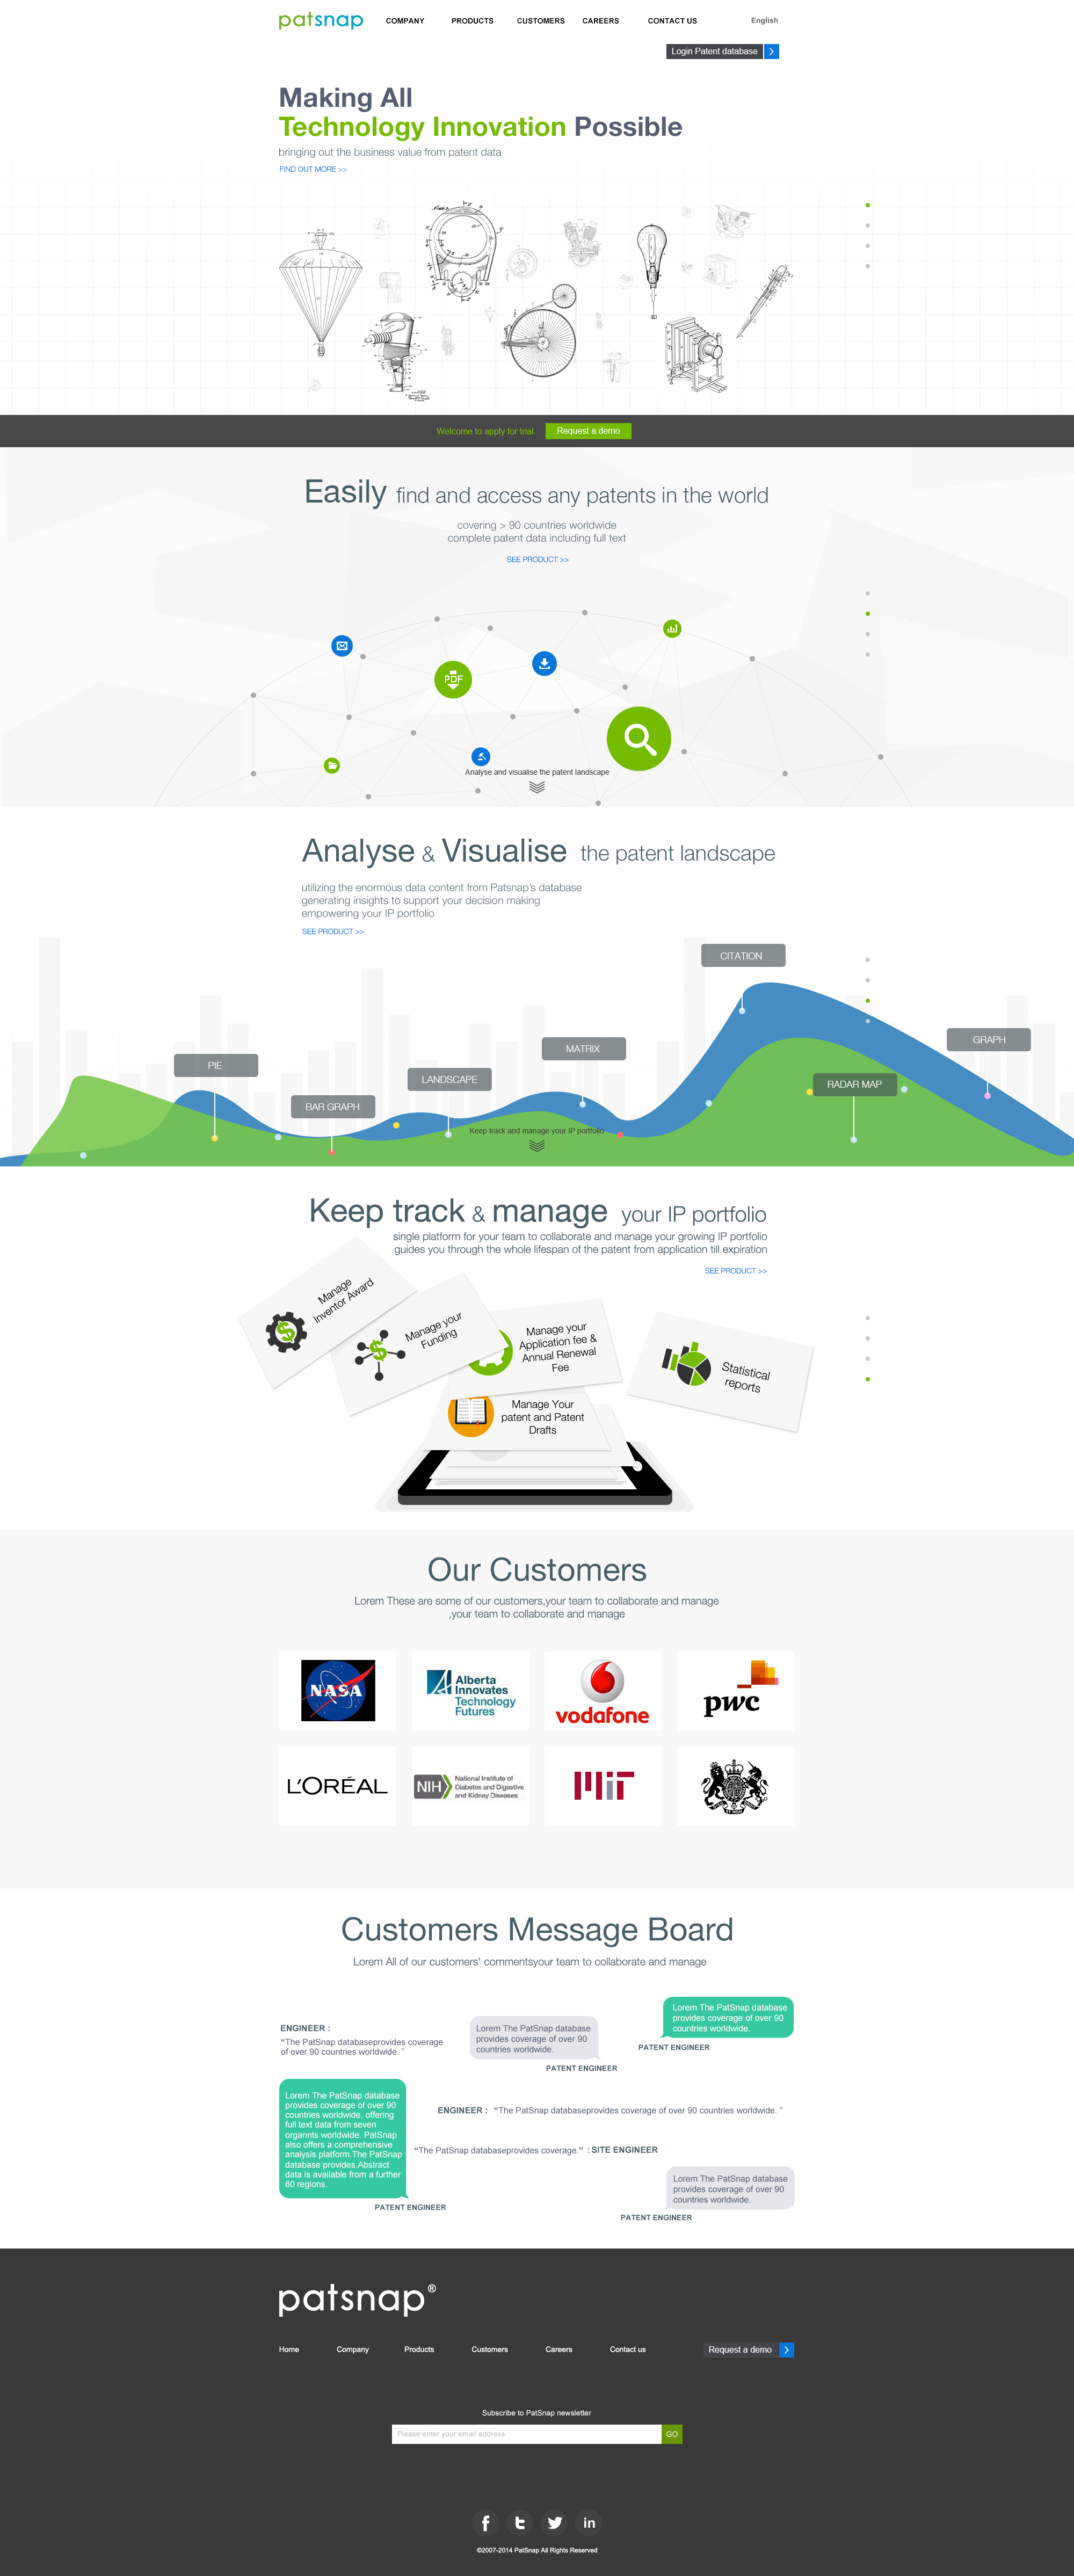 patsnap
COMPANY
PRODUCTS
CUSTOMERS
CAREERS
CONTACT US
English
Login Patent database
Making All
Technology Innovation Possible
bringing out the business value from patent data
FIND OUT MORE >>
Welcome to apply for trial
Request a demo
Easily find and access any patents in the world
covering > 90 countries worldwide
complete patent data including full text
SEE PRODUCT >>
PDF
Analyse and visualise the patent landscape
Analyse & Visualise the patent landscape
utilizing the enormous data content from Patsnap's database
generating insights to support your decision making
empowering your IP portfolio
SEE PRODUCT >>
CITATION
GRAPH
MATRIX
PIE
LANDSCAPE
RADAR MAP
BAR GRAPH
Keep track and manage your IP portfolio
Keep track & manage your IP portfolio
single platform for your team to collaborate and manage your growing IP portfolio
guides you through the whole lifespan of the patent from application till expiration
SEE PRODUCT >>
Manage
Inventor Award
Manage your
Funding
Manage your
Application fee &
Annual Renewal
Fee
Statistical
reports
Manage Your
patent and Patent
Drafts
Our Customers
Lorem These are some of our customers,your team to collaborate and manage
,your team to collaborate and manage
NASA
Alberta
Innovates
Technology
Futures
vodafone
pwc
L'ORÉAL
NIH
National Institute of
Diabetes and Digestive
and Kidney Diseases
MIT
Customers Message Board
Lorem All of our customers' commentsyour team to collaborate and manage
Lorem The PatSnap database
provides coverage of over 90
countries worldwide.
PATENT ENGINEER
ENGINEER :
“The PatSnap databaseprovides coverage
of over 90 countries worldwide. ”
Lorem The PatSnap database
provides coverage of over 90
countries worldwide.
PATENT ENGINEER
Lorem The PatSnap database
provides coverage of over 90
countries worldwide, offering
full text data from seven
organnts worldwide. PatSnap
also offers a comprehensive
analysis platform.The PatSnap
database provides.Abstract
data is available from a further
80 regions.
PATENT ENGINEER
ENGINEER : “The PatSnap databaseprovides coverage of over 90 countries worldwide. ”
“The PatSnap databaseprovides coverage.” : SITE ENGINEER
Lorem The PatSnap database
provides coverage of over 90
countries worldwide.
PATENT ENGINEER
patsnap®
Home
Company
Products
Customers
Careers
Contact us
Request a demo
Subscribe to PatSnap newsletter
Please enter your email address
GO
©2007-2014 PatSnap All Rights Reserved